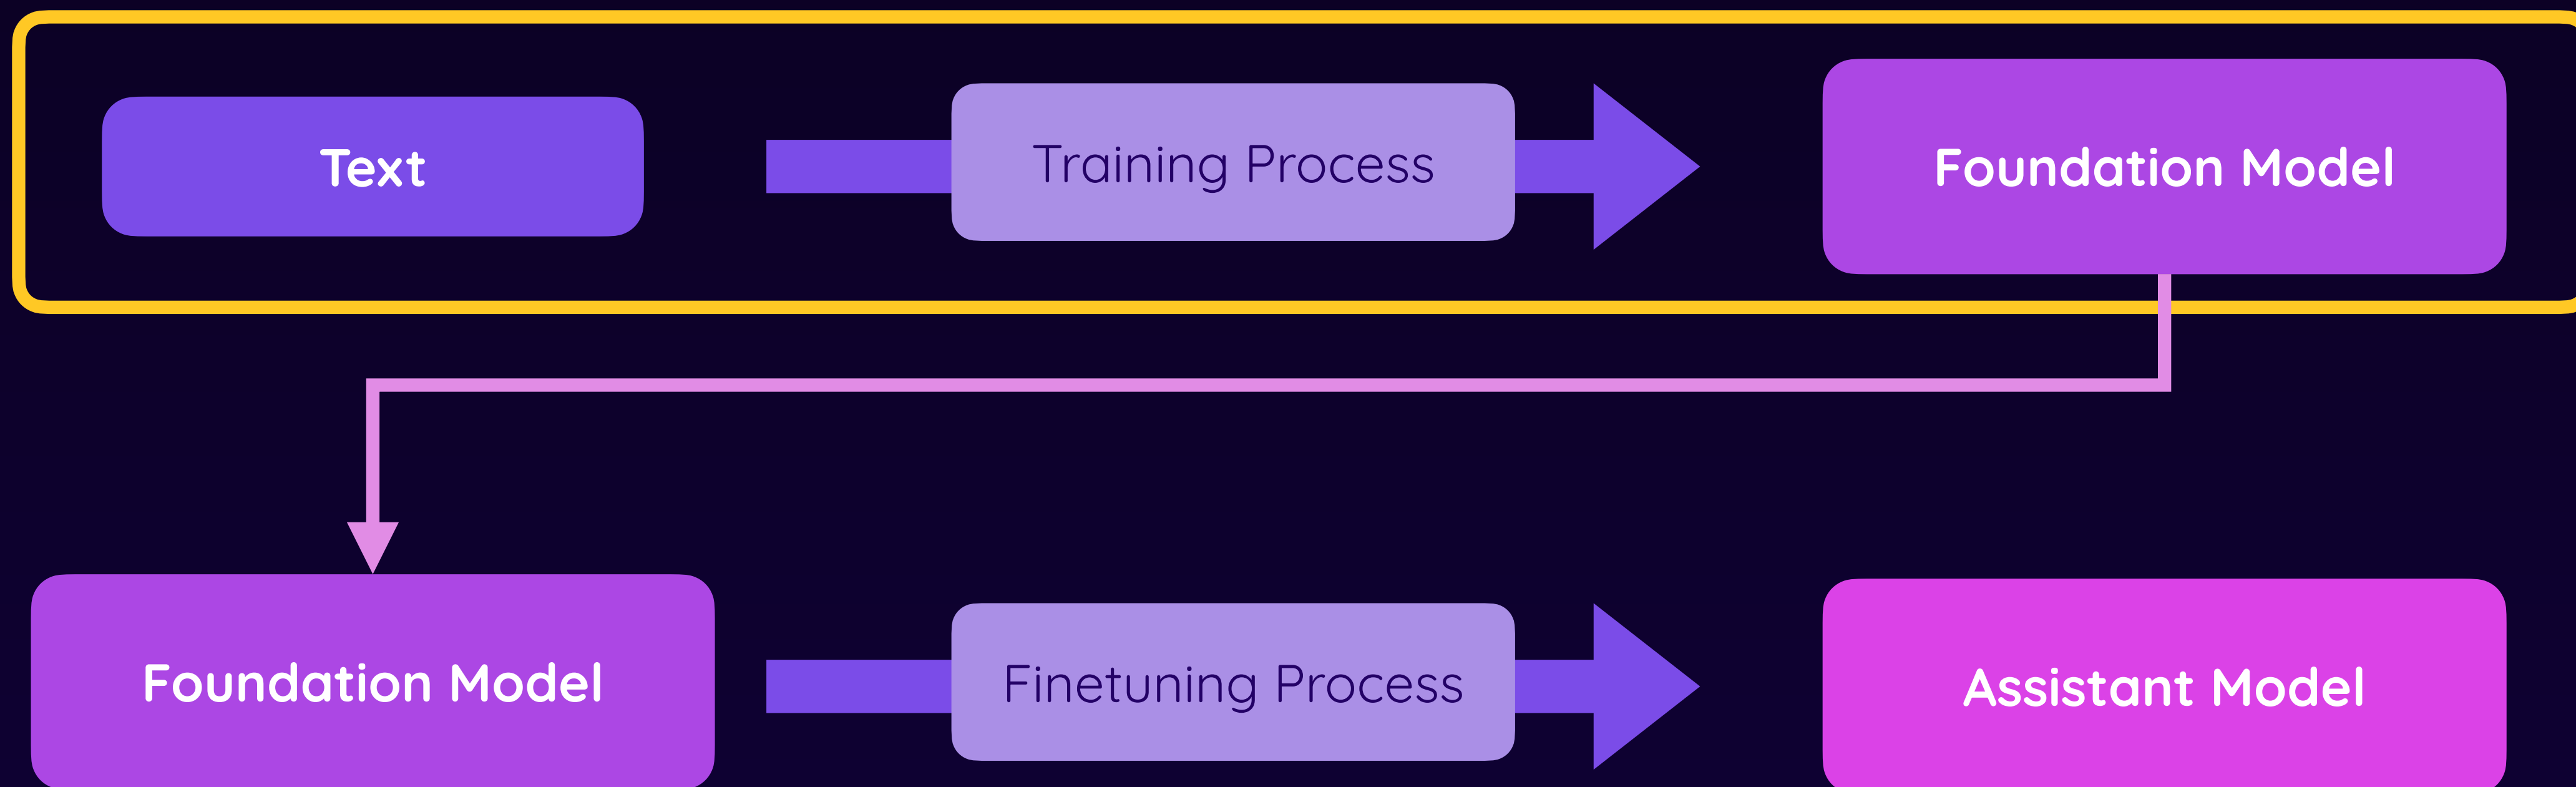 Text
Training Process
Foundation Model
Foundation Model
Finetuning Process
Assistant Model